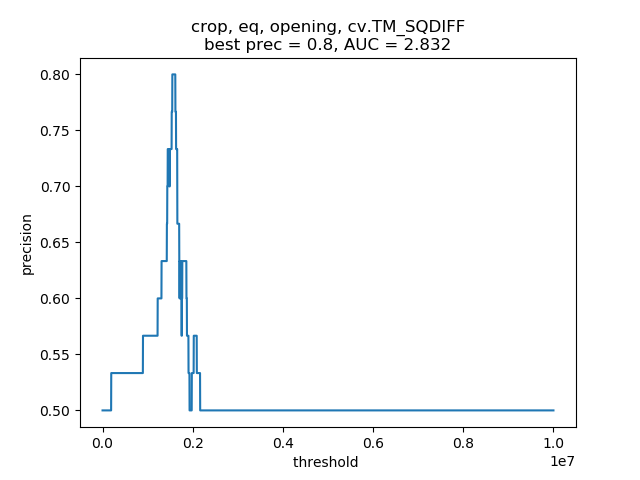 crop, eq, opening, cv.TM_SQDIFF
best prec = 0.8, AUC = 2.832
0.80
0.75
0.70
0.65
0.60
0.55
0.50
precision
0.0 0.2 0.4 0.6 0.8 1.0
1e7
threshold